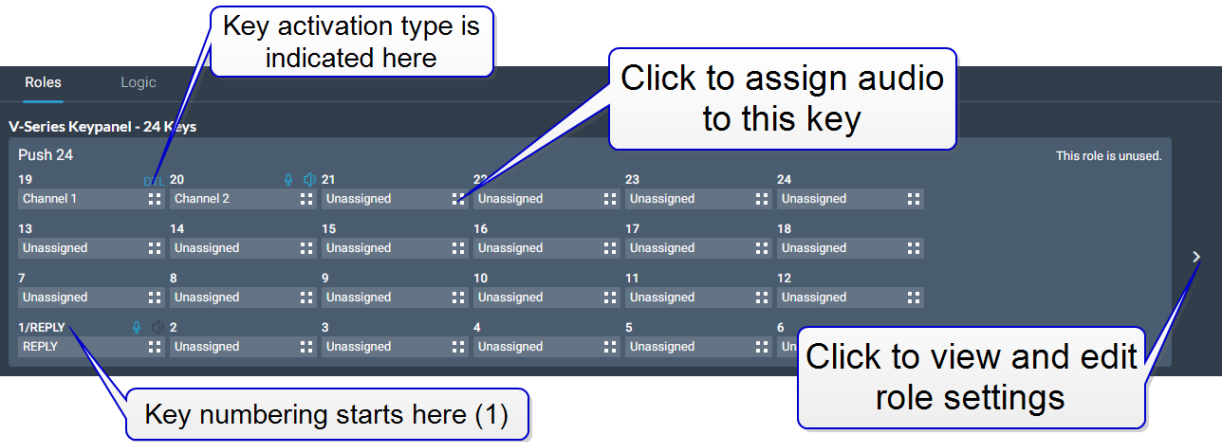 Key activation type is
indicated here
Click to assign audio
to this key
Roles Logic
V-Series Keypanel - 24 Keys
Push 24 This role is unused.
19 20 21 22 23 24
Channel 1 Channel 2 Unassigned Unassigned Unassigned Unassigned
13 14 15 16 17 18
Unassigned Unassigned Unassigned Unassigned Unassigned Unassigned
7 8 9 10 11 12
Unassigned Unassigned Unassigned Unassigned Unassigned Unassigned
1/REPLY 2 3 4 5 6
REPLY Unassigned Unassigned Unassigned Unassigned
Click to view and edit
role settings
Key numbering starts here (1)